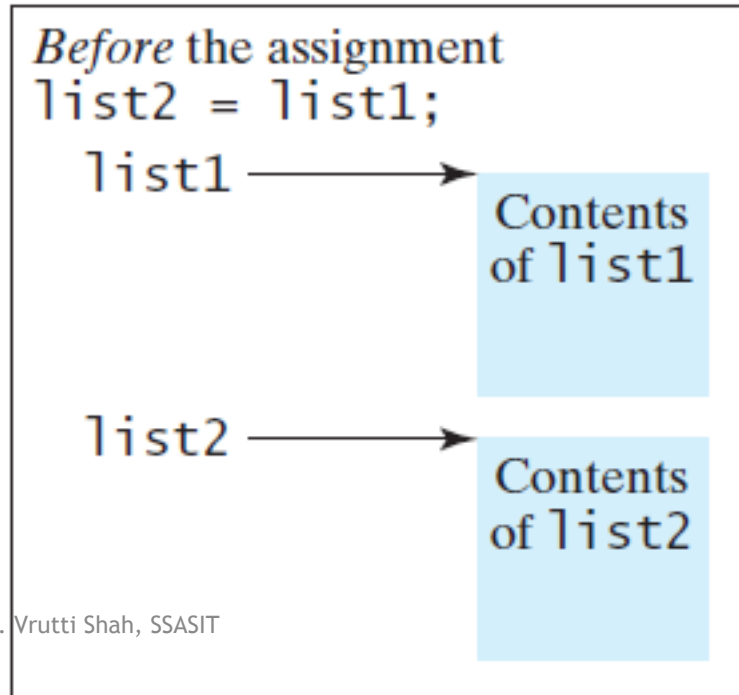 Before the assignment
list2 = list1;
list1
Contents
of list1
list2
Contents
of list2
. Vrutti Shah, SSASIT